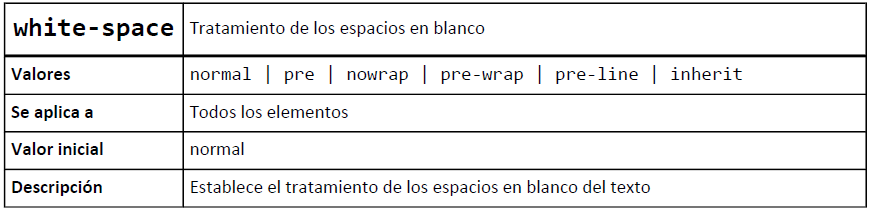 white-space Tratamiento de los espacios en blanco
Valores normal | pre | nowrap | pre-wrap | pre-line | inherit
Se aplica a Todos los elementos
Valor inicial normal
Descripción Establece el tratamiento de los espacios en blanco del texto